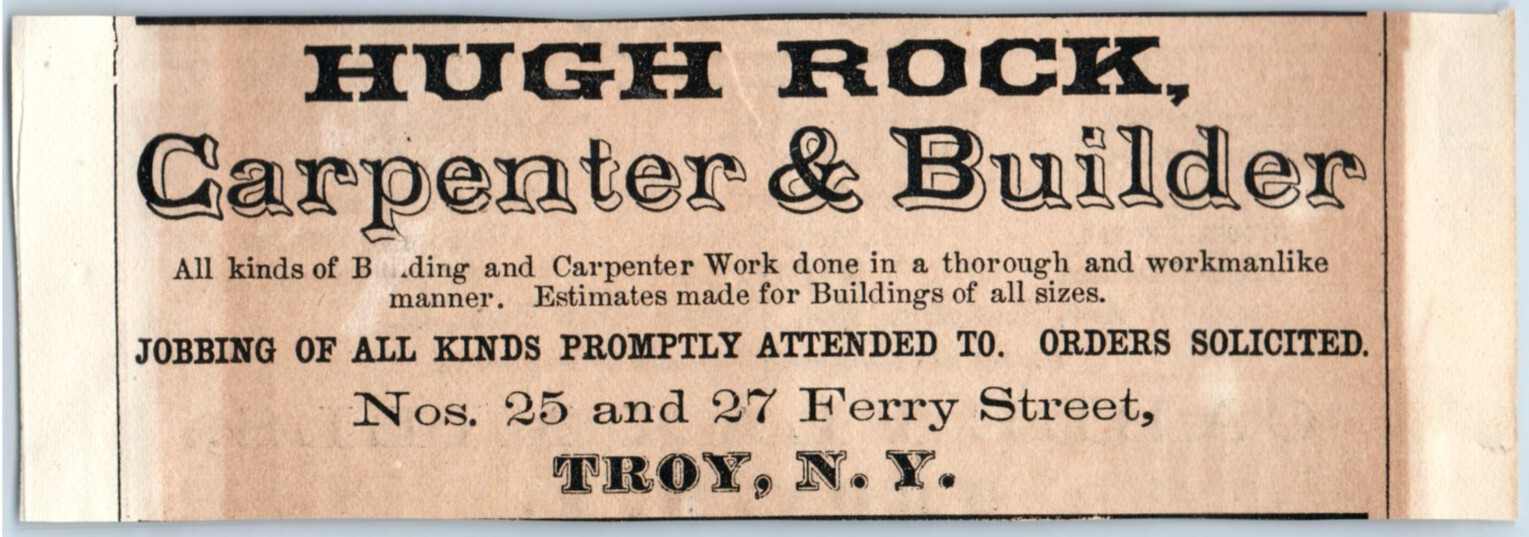 HUGH ROCK,
Carpenter & Builder
All kinds of and Carpenter Work done in a thorough and workmanlike
manner. Estimates made for Buildings of all sizes.
JOBBING OF ALL KINDS PROMPTLY ATTENDED TO. ORDERS SOLICITED.
Nos. 25 and 27 Ferry Street,
TROY, N. Y.